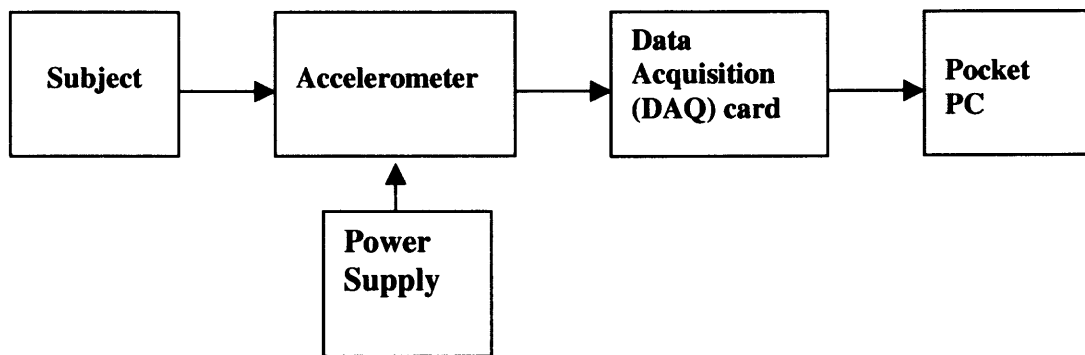 Subject
Accelerometer
Data
Acquisition
(DAQ) card
Pocket
PC
Power
Supply